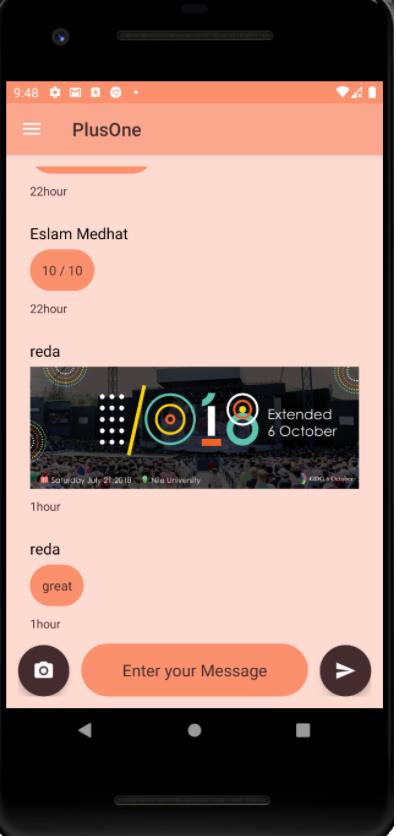 9:48
PlusOne
22hour
Eslam Medhat
10 / 10
22hour
reda
I/O18
Extended
6 October
Saturday July 21,2018 Nile University GDG 6 October
1hour
reda
great
1hour
Enter your Message